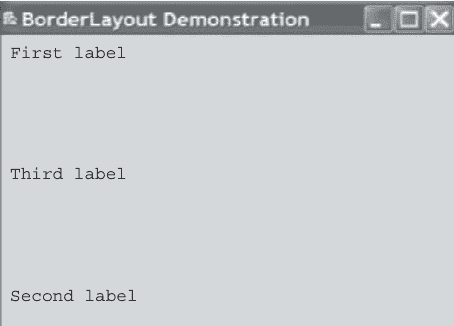 BorderLayout Demonstration
First label
Third label
Second label